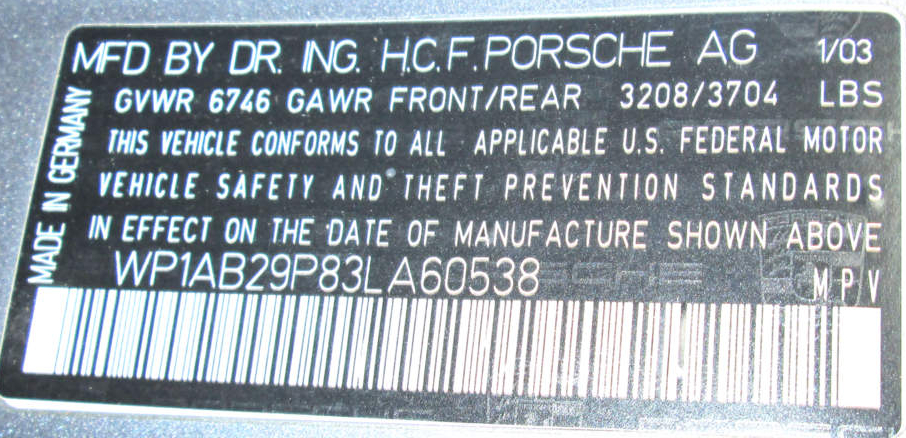 MFD BY DR. ING. H.C.F. PORSCHE AG 1/03
GVWR 6746 GAWR FRONT/REAR 3208/3704 LBS
THIS VEHICLE CONFORMS TO ALL APPLICABLE U.S. FEDERAL MOTOR
VEHICLE SAFETY AND THEFT PREVENTION STANDARDS
IN EFFECT ON THE DATE OF MANUFACTURE SHOWN ABOVE
WP1AB29P83LA60538 MPV
MADE IN GERMANY